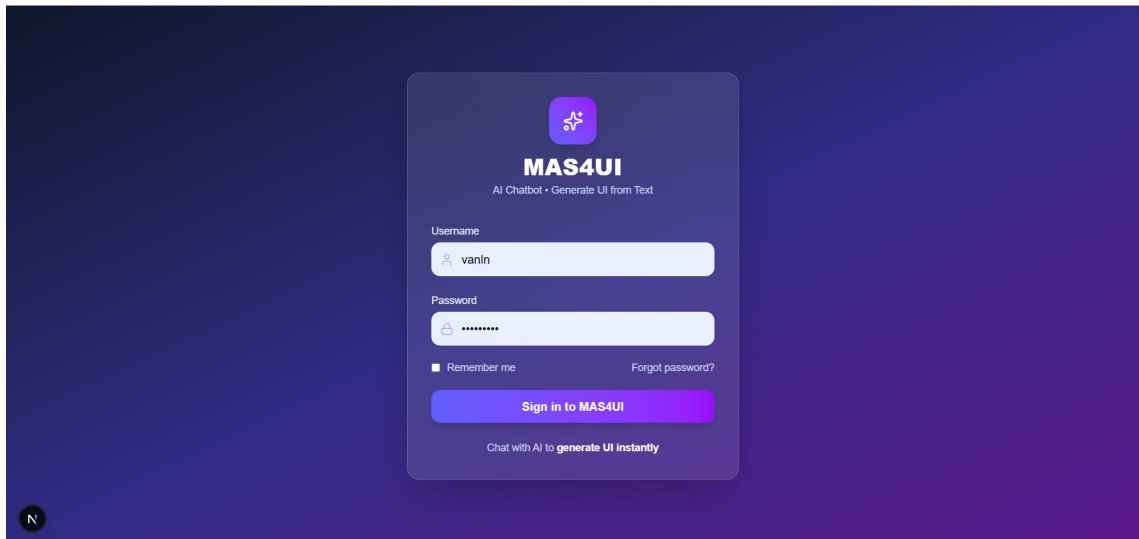 MAS4UI
AI Chatbot • Generate UI from Text
Username
vanln
Password
•••••••••
Remember me
Forgot password?
Sign in to MAS4UI
Chat with AI to generate UI instantly
N